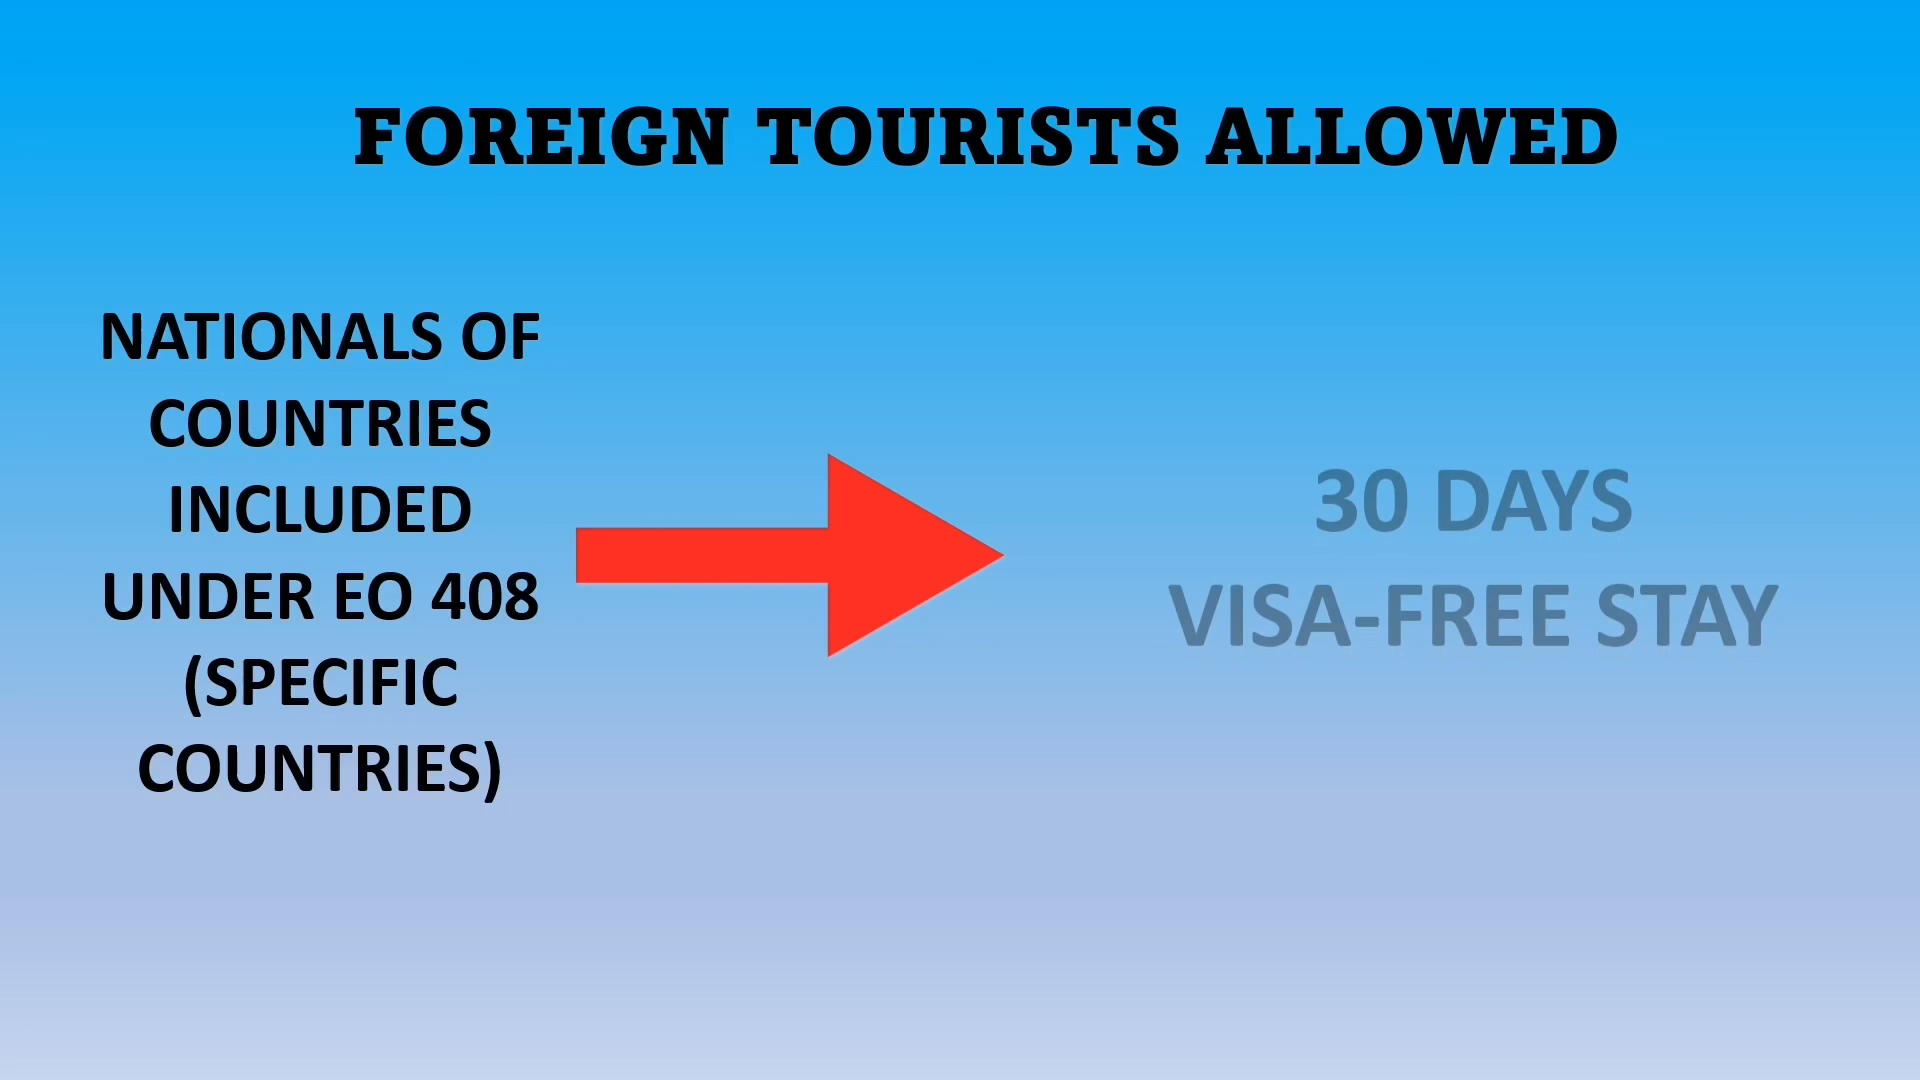 FOREIGN TOURISTS ALLOWED
NATIONALS OF
COUNTRIES
INCLUDED
UNDER EO 408
(SPECIFIC
COUNTRIES)
30 DAYS
VISA-FREE STAY